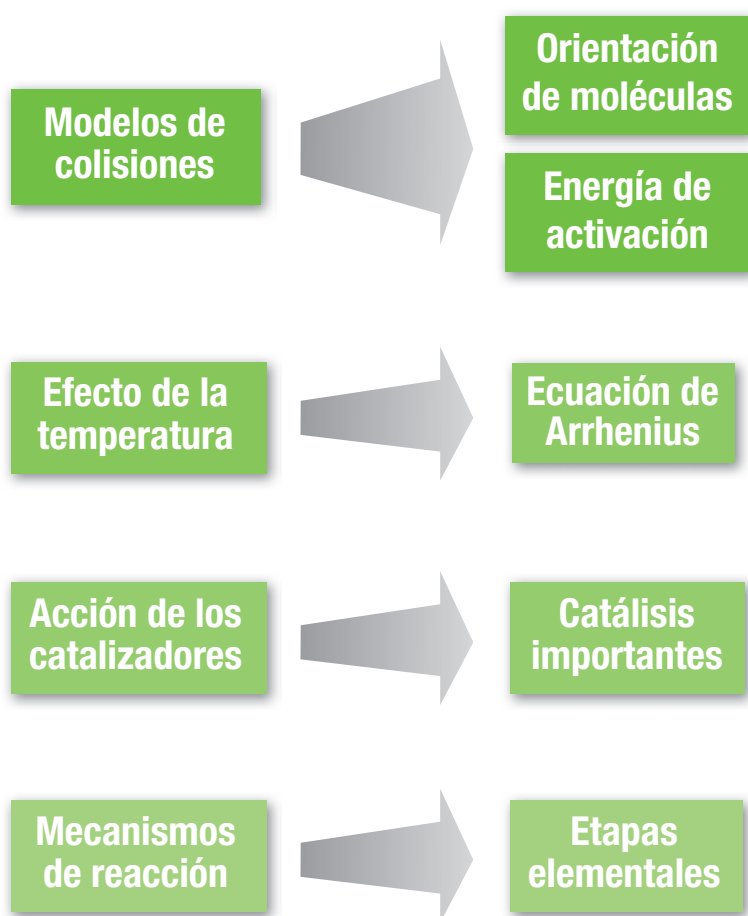 Modelos de
colisiones
Orientación
de moléculas
Energía de
activación
Efecto de la
temperatura
Ecuación de
Arrhenius
Acción de los
catalizadores
Catálisis
importantes
Mecanismos
de reacción
Etapas
elementales